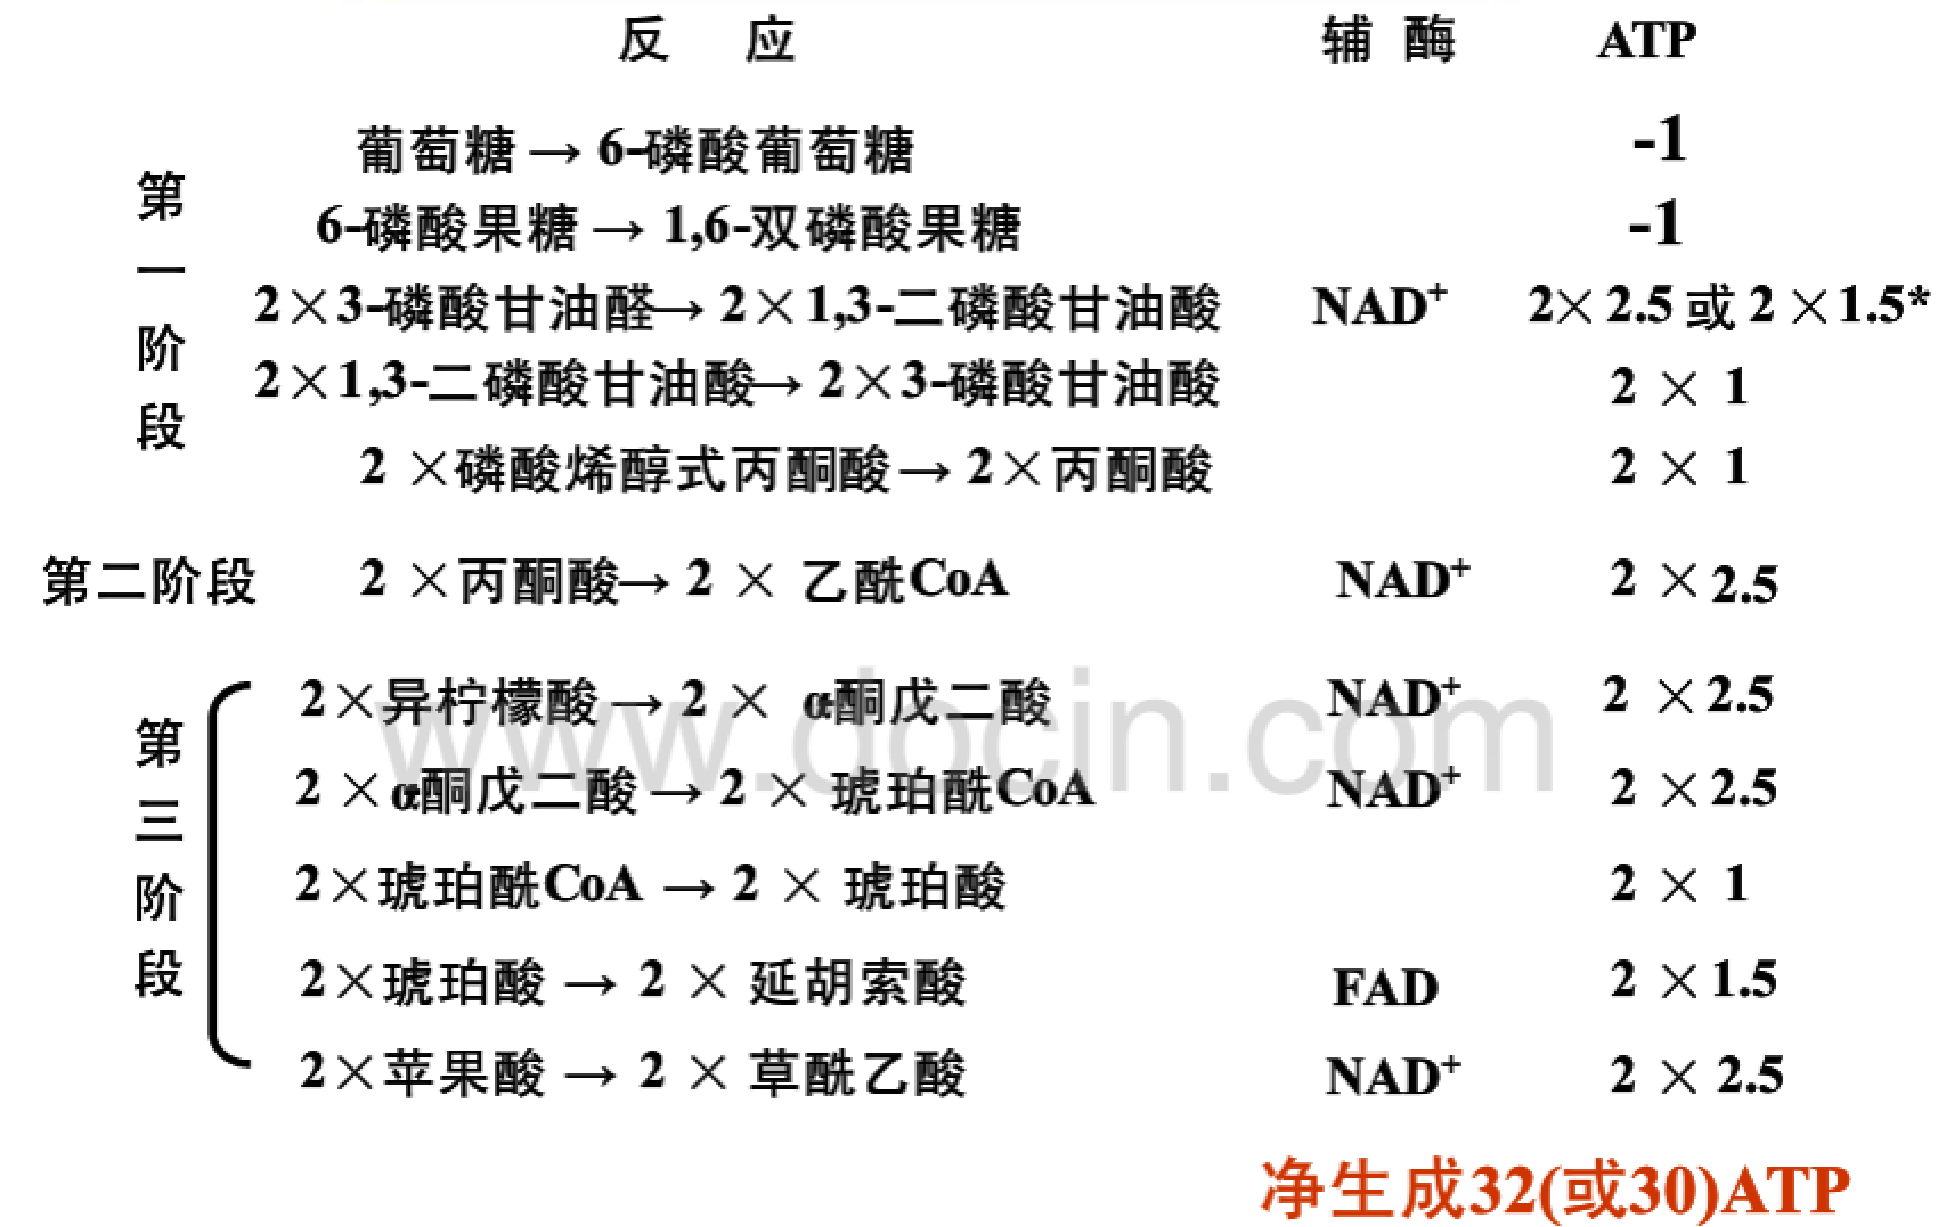 反 应 辅 酶 ATP
第一阶段
葡萄糖 → 6-磷酸葡萄糖 -1
6-磷酸果糖 → 1,6-双磷酸果糖 -1
2×3-磷酸甘油醛→ 2×1,3-二磷酸甘油酸 NAD⁺ 2× 2.5 或 2 ×1.5*
2×1,3-二磷酸甘油酸→ 2×3-磷酸甘油酸 2 × 1
2 ×磷酸烯醇式丙酮酸→ 2×丙酮酸 2 × 1
第二阶段 2 ×丙酮酸→ 2 × 乙酰CoA NAD⁺ 2 ×2.5
第三阶段
2×异柠檬酸 → 2 × α酮戊二酸 NAD⁺ 2 ×2.5
2 ×α酮戊二酸 → 2 × 琥珀酰CoA NAD⁺ 2 ×2.5
2×琥珀酰CoA → 2 × 琥珀酸 2 × 1
2×琥珀酸 → 2 × 延胡索酸 FAD 2 ×1.5
2×苹果酸 → 2 × 草酰乙酸 NAD⁺ 2 × 2.5
净生成32(或30)ATP
www.docin.com